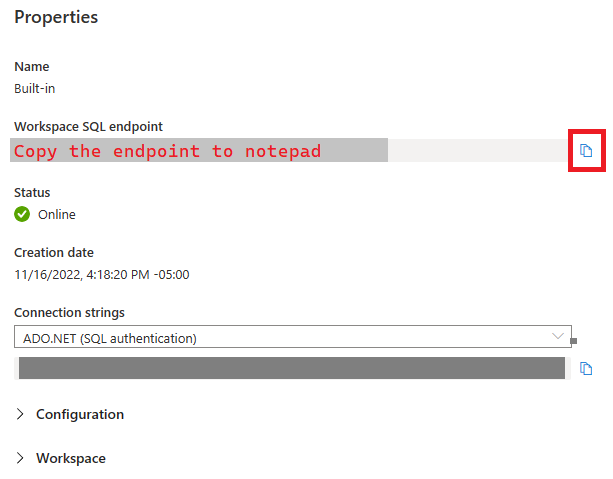 Properties
Name
Built-in
Workspace SQL endpoint
Copy the endpoint to notepad
Status
Online
Creation date
11/16/2022, 4:18:20 PM -05:00
Connection strings
ADO.NET (SQL authentication)
Configuration
Workspace